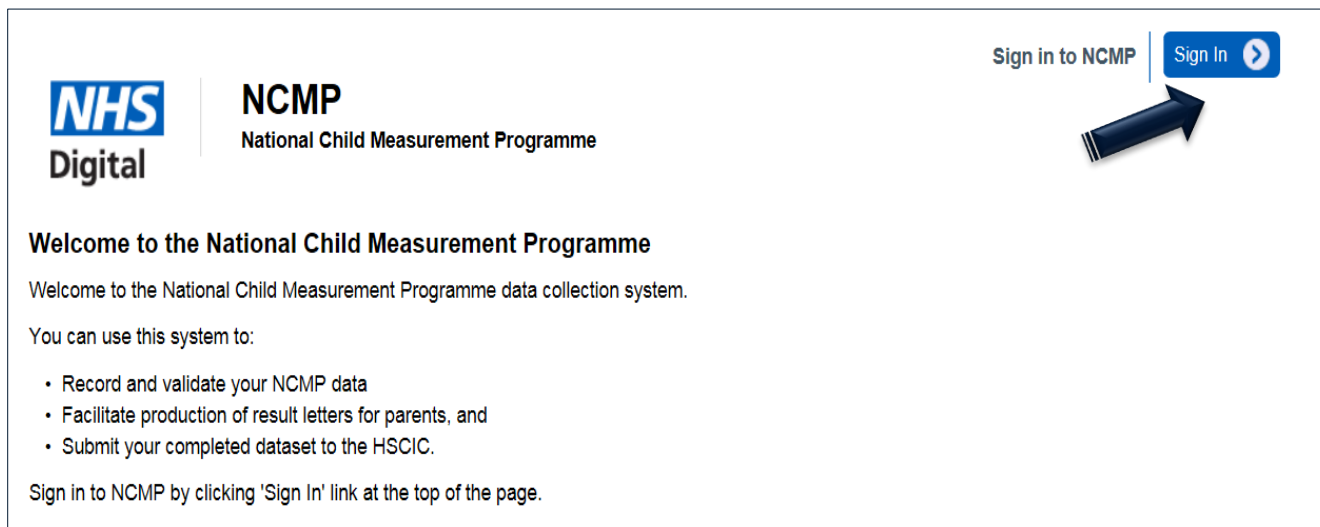 Sign in to NCMP
Sign In
NHS
Digital
NCMP
National Child Measurement Programme
Welcome to the National Child Measurement Programme
Welcome to the National Child Measurement Programme data collection system.
You can use this system to:
• Record and validate your NCMP data
• Facilitate production of result letters for parents, and
• Submit your completed dataset to the HSCIC.
Sign in to NCMP by clicking 'Sign In' link at the top of the page.